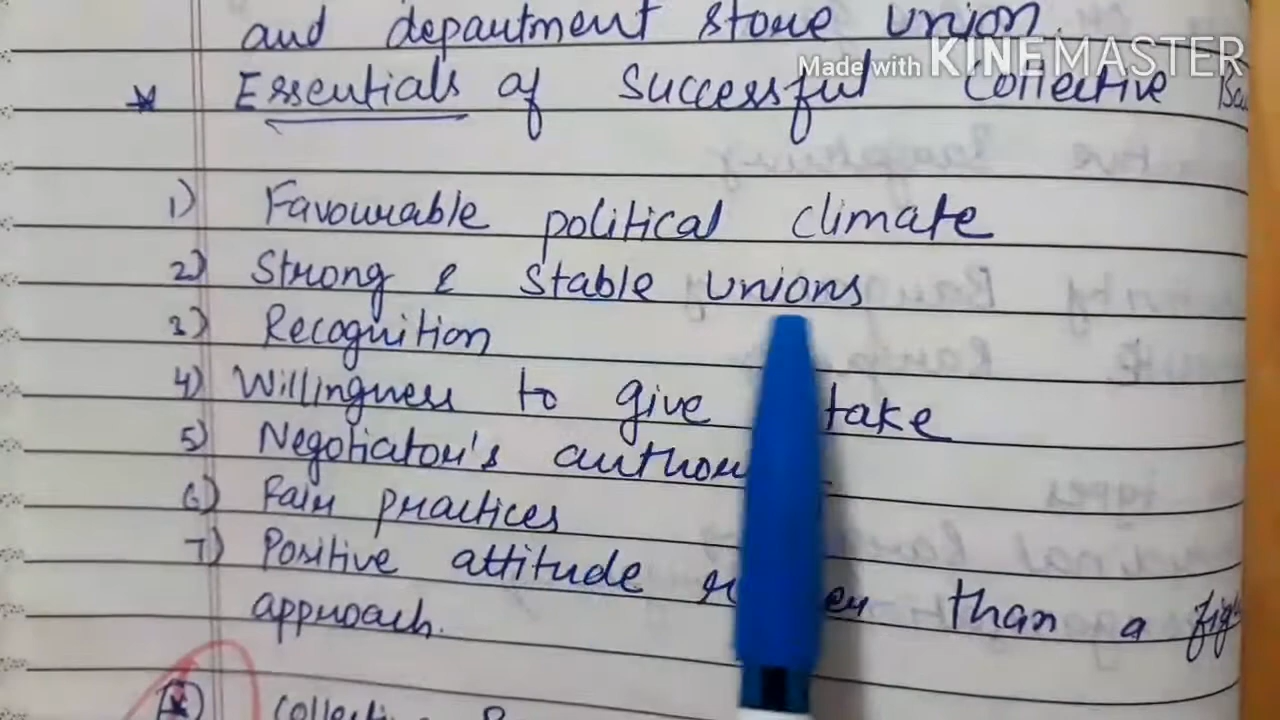 and department store union.
Made with KINEMASTER
Essentials of Successful Collective
1) Favourable political climate
2) Strong & Stable Unions
3) Recognition
4) Willingness to give take
5) Negotiator's
6) Fair practices
7) Positive attitude than a
approach.